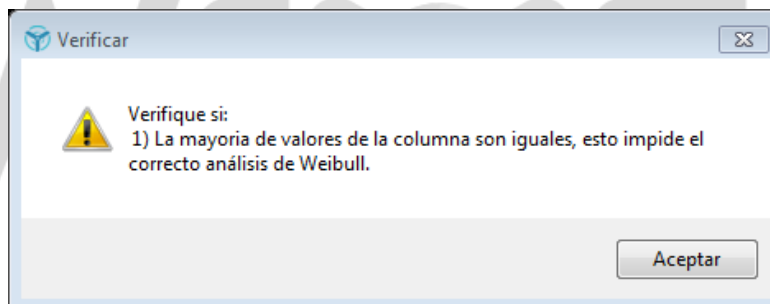 Verificar
Verifique si:
1) La mayoria de valores de la columna son iguales, esto impide el
correcto análisis de Weibull.
Aceptar